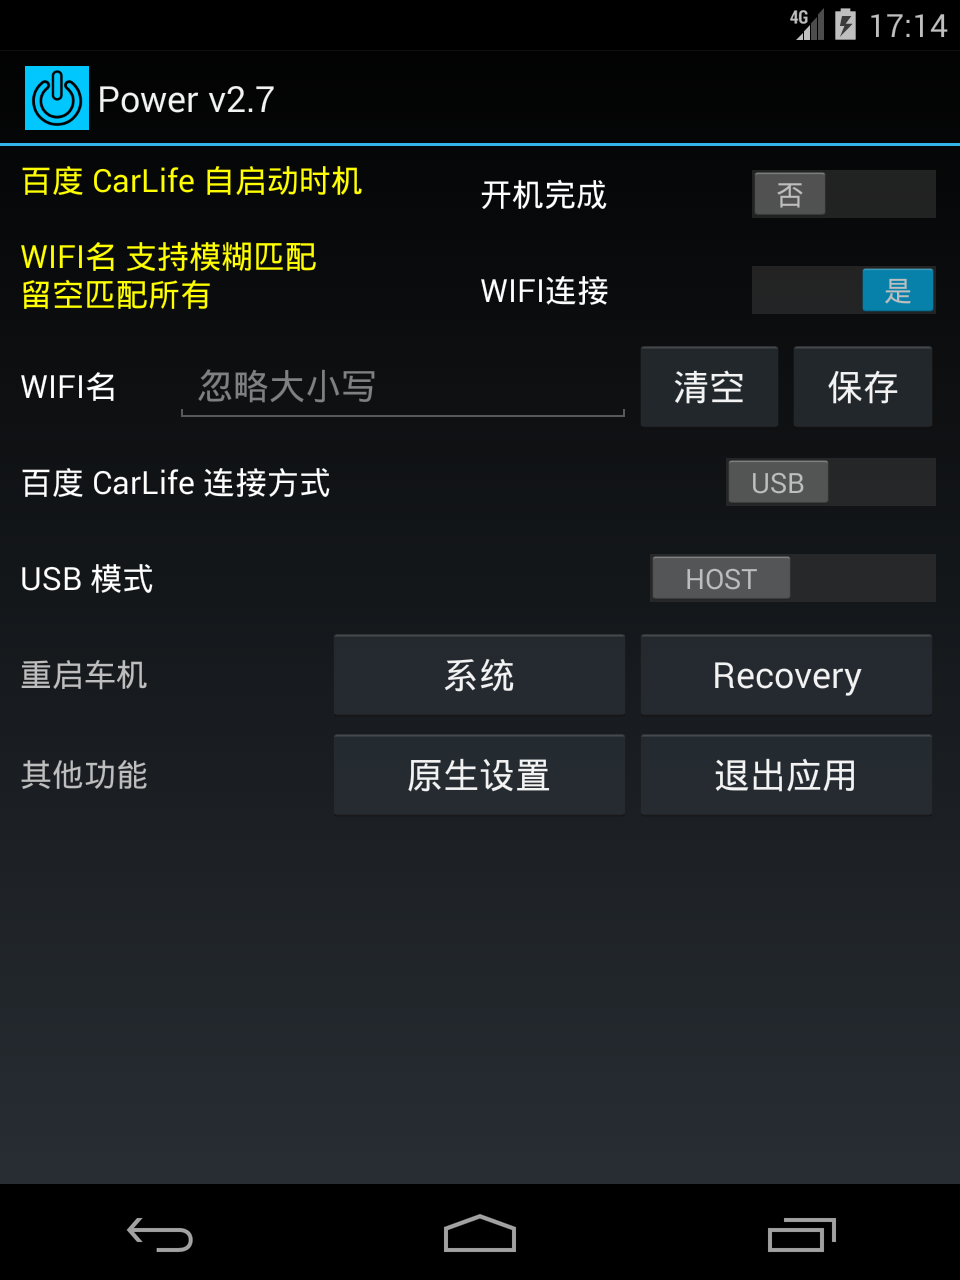 4G 17:14
Power v2.7
百度 CarLife 自启动时机
开机完成 否
WIFI名 支持模糊匹配
留空匹配所有
WIFI连接 是
WIFI名 忽略大小写 清空 保存
百度 CarLife 连接方式 USB
USB 模式 HOST
重启车机 系统 Recovery
其他功能 原生设置 退出应用